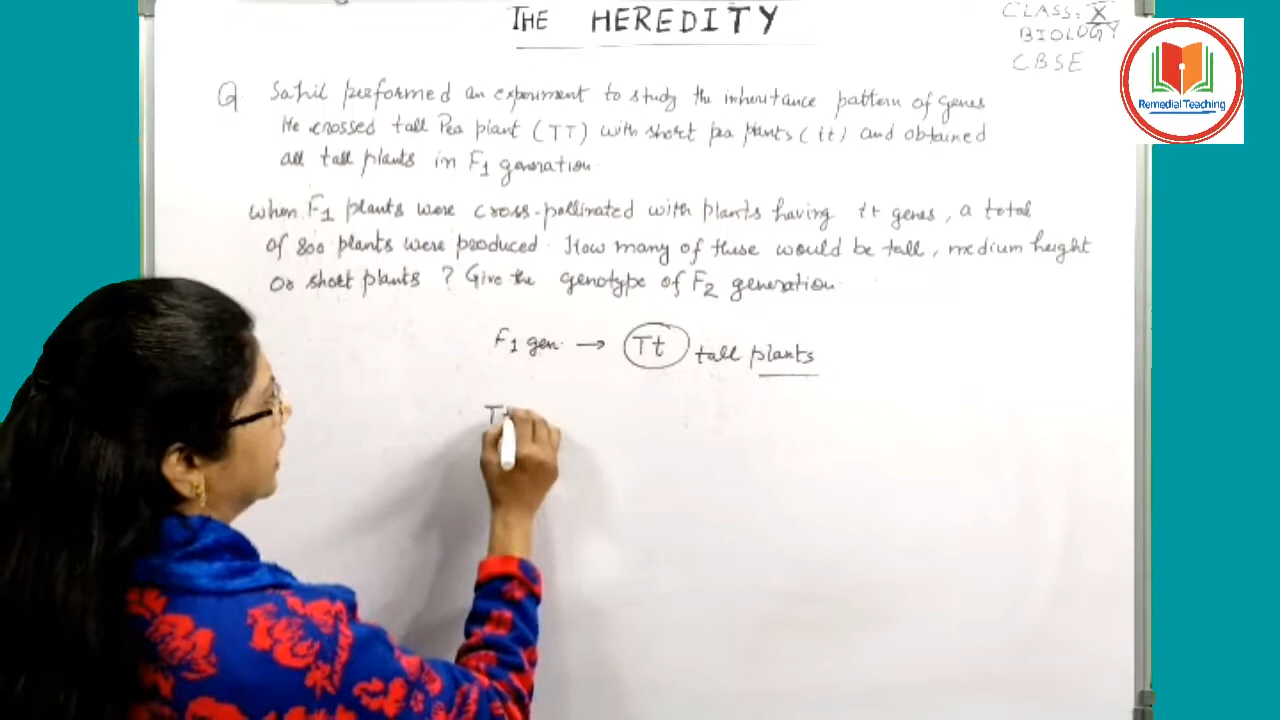 THE HEREDITY
CLASS: X
BIOLOGY
CBSE
Remedial Teaching
Q. Sahil performed an experiment to study the inheritance pattern of genes
He crossed tall Pea plant (TT) with short pea plants (tt) and obtained
all tall plants in F1 generation.
When F1 plants were cross-pollinated with plants having tt genes, a total
of 800 plants were produced. How many of these would be tall, medium height
or short plants ? Give the genotype of F2 generation.
F1 gen. → Tt tall plants